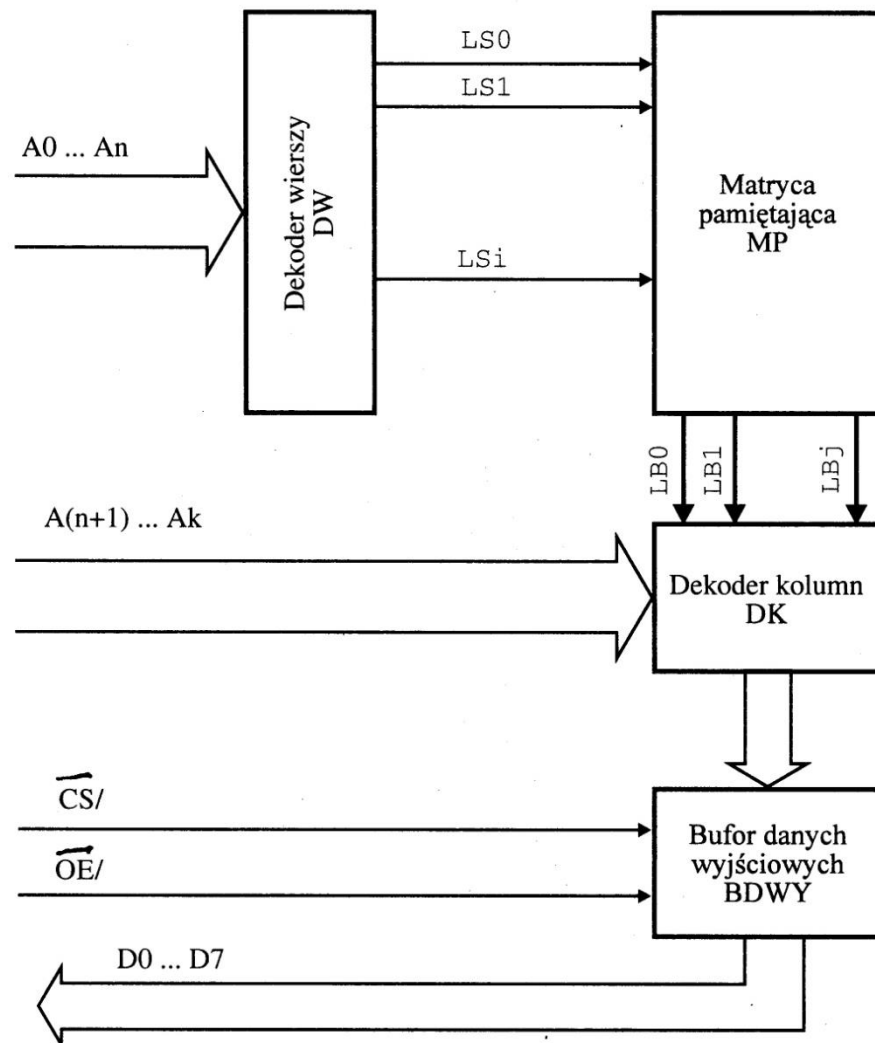 LS0
LS1
A0 ... An
Dekoder wierszy
DW
Matryca
pamiętająca
MP
LSi
LB0
LB1
LBj
A(n+1) ... Ak
Dekoder kolumn
DK
CS/
OE/
Bufor danych
wyjściowych
BDWY
D0 ... D7